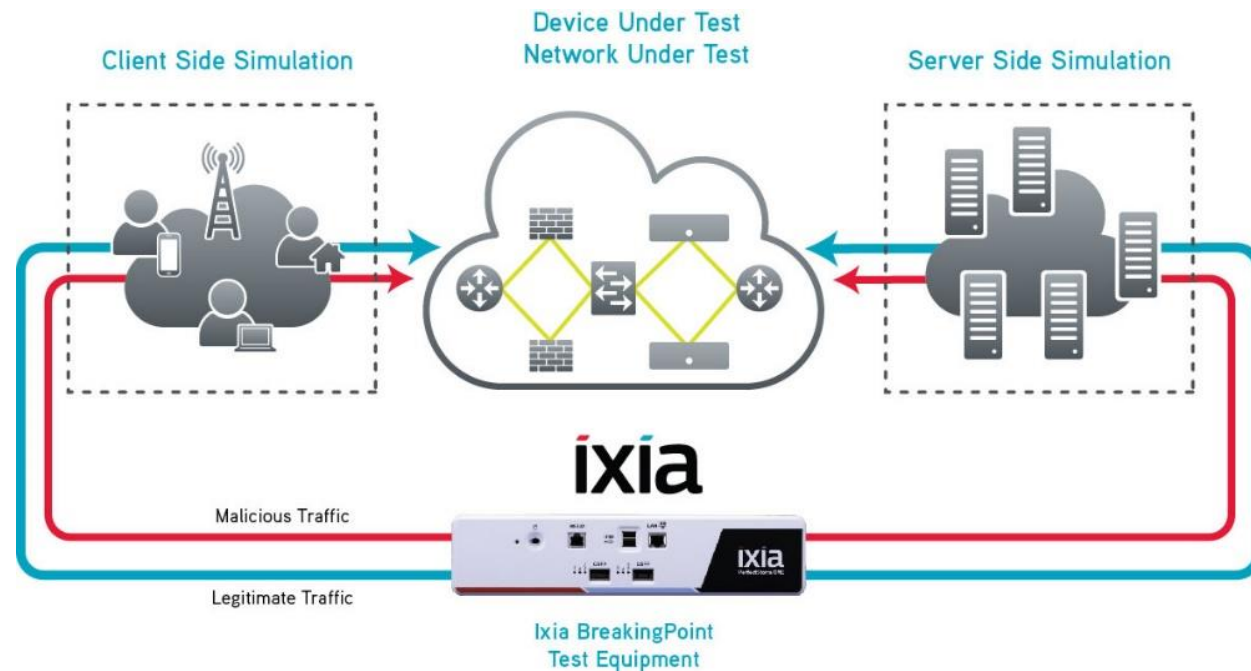 Device Under Test
Network Under Test
Client Side Simulation
Server Side Simulation
ixia
Malicious Traffic
Legitimate Traffic
ixia
Ixia BreakingPoint
Test Equipment